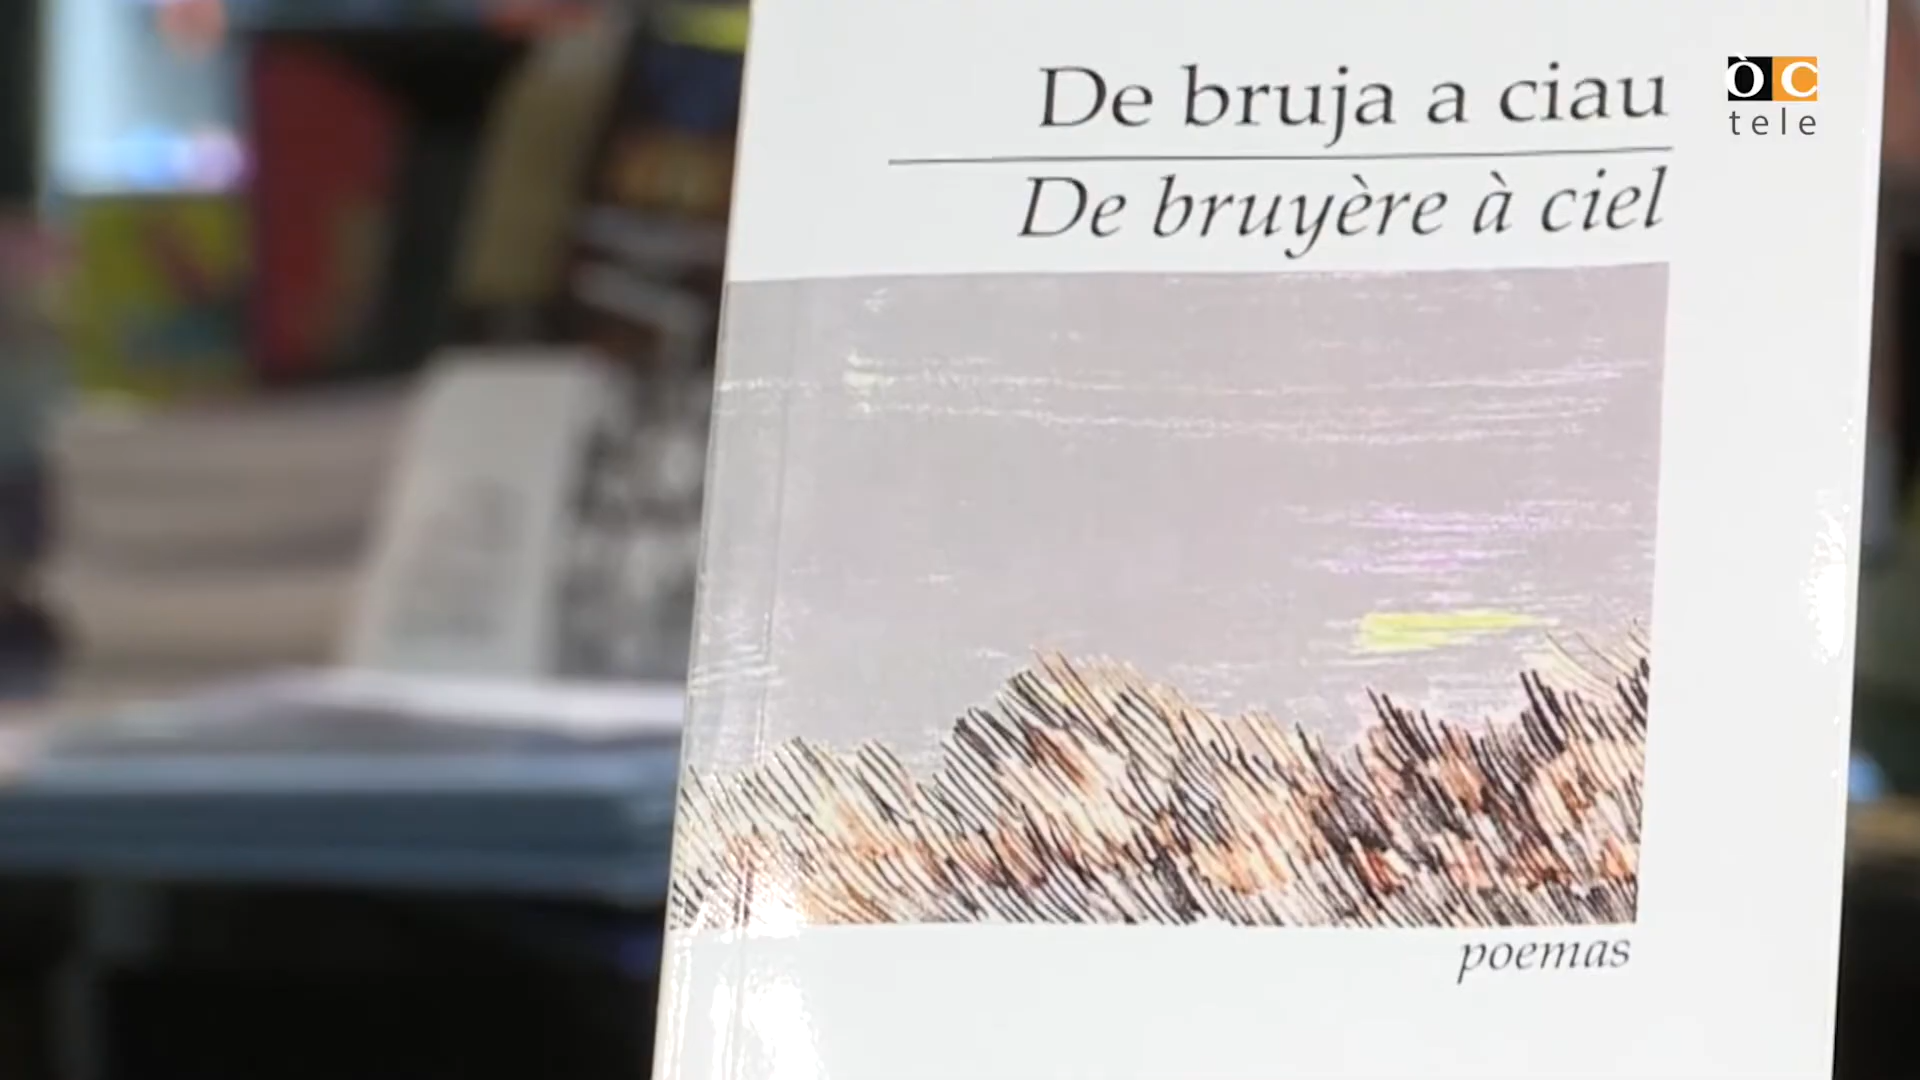 De bruja a ciau
De bruyère à ciel
poemas
ÒC
tele